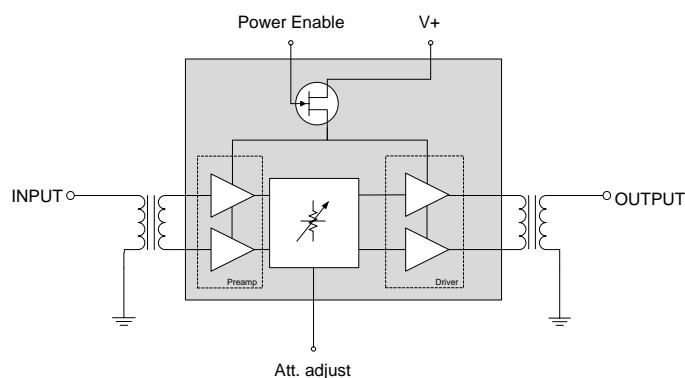 Power Enable
V+
INPUT
OUTPUT
Preamp
Driver
Att. adjust